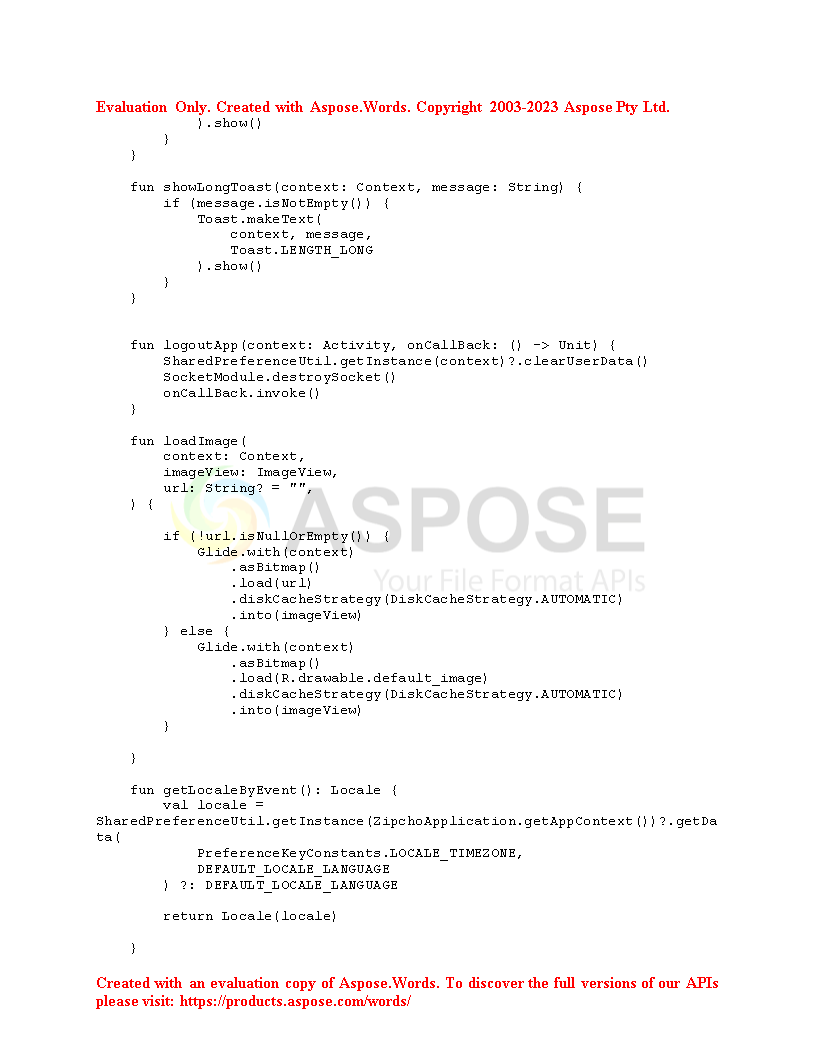 Evaluation Only. Created with Aspose.Words. Copyright 2003-2023 Aspose Pty Ltd.
            ).show()
        }
    }

    fun showLongToast(context: Context, message: String) {
        if (message.isNotEmpty()) {
            Toast.makeText(
                context, message,
                Toast.LENGTH_LONG
            ).show()
        }
    }

    fun logoutApp(context: Activity, onCallBack: () -> Unit) {
        SharedPreferenceUtil.getInstance(context)?.clearUserData()
        SocketModule.destroySocket()
        onCallBack.invoke()
    }

    fun loadImage(
        context: Context,
        imageView: ImageView,
        url: String? = "",
    ) {
ASPOSE
        if (!url.isNullOrEmpty()) {
            Glide.with(context)
                .asBitmap()
Your File Format APIs
                .load(url)
                .diskCacheStrategy(DiskCacheStrategy.AUTOMATIC)
                .into(imageView)
        } else {
            Glide.with(context)
                .asBitmap()
                .load(R.drawable.default_image)
                .diskCacheStrategy(DiskCacheStrategy.AUTOMATIC)
                .into(imageView)
        }

    }

    fun getLocaleByEvent(): Locale {
        val locale =
SharedPreferenceUtil.getInstance(ZipchoApplication.getAppContext())?.getDa
ta(
            PreferenceKeyConstants.LOCALE_TIMEZONE,
            DEFAULT_LOCALE_LANGUAGE
        ) ?: DEFAULT_LOCALE_LANGUAGE

        return Locale(locale)

    }
Created with an evaluation copy of Aspose.Words. To discover the full versions of our APIs
please visit: https://products.aspose.com/words/